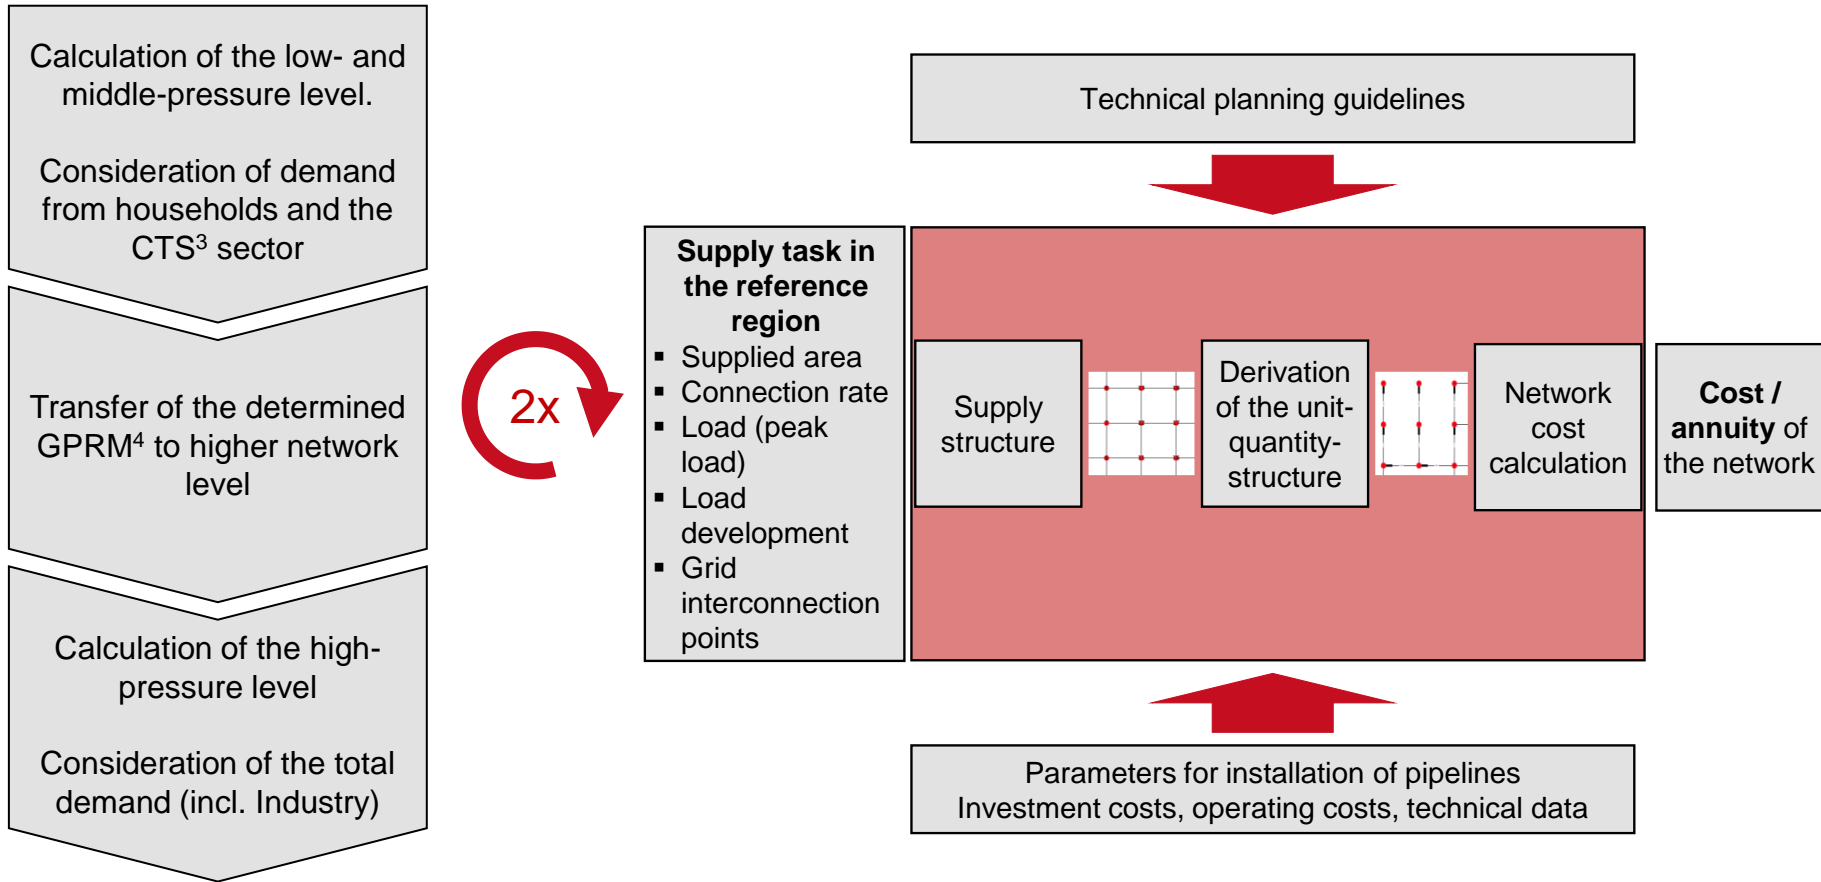 Calculation of the low- and
middle-pressure level.
Consideration of demand
from households and the
CTS³ sector
Transfer of the determined
GPRM⁴ to higher network
level
Calculation of the high-
pressure level
Consideration of the total
demand (incl. Industry)
2x
Technical planning guidelines
Supply task in
the reference
region
▪ Supplied area
▪ Connection rate
▪ Load (peak
load)
▪ Load
development
▪ Grid
interconnection
points
Supply
structure
Derivation
of the unit-
quantity-
structure
Network
cost
calculation
Cost /
annuity of
the network
Parameters for installation of pipelines
Investment costs, operating costs, technical data